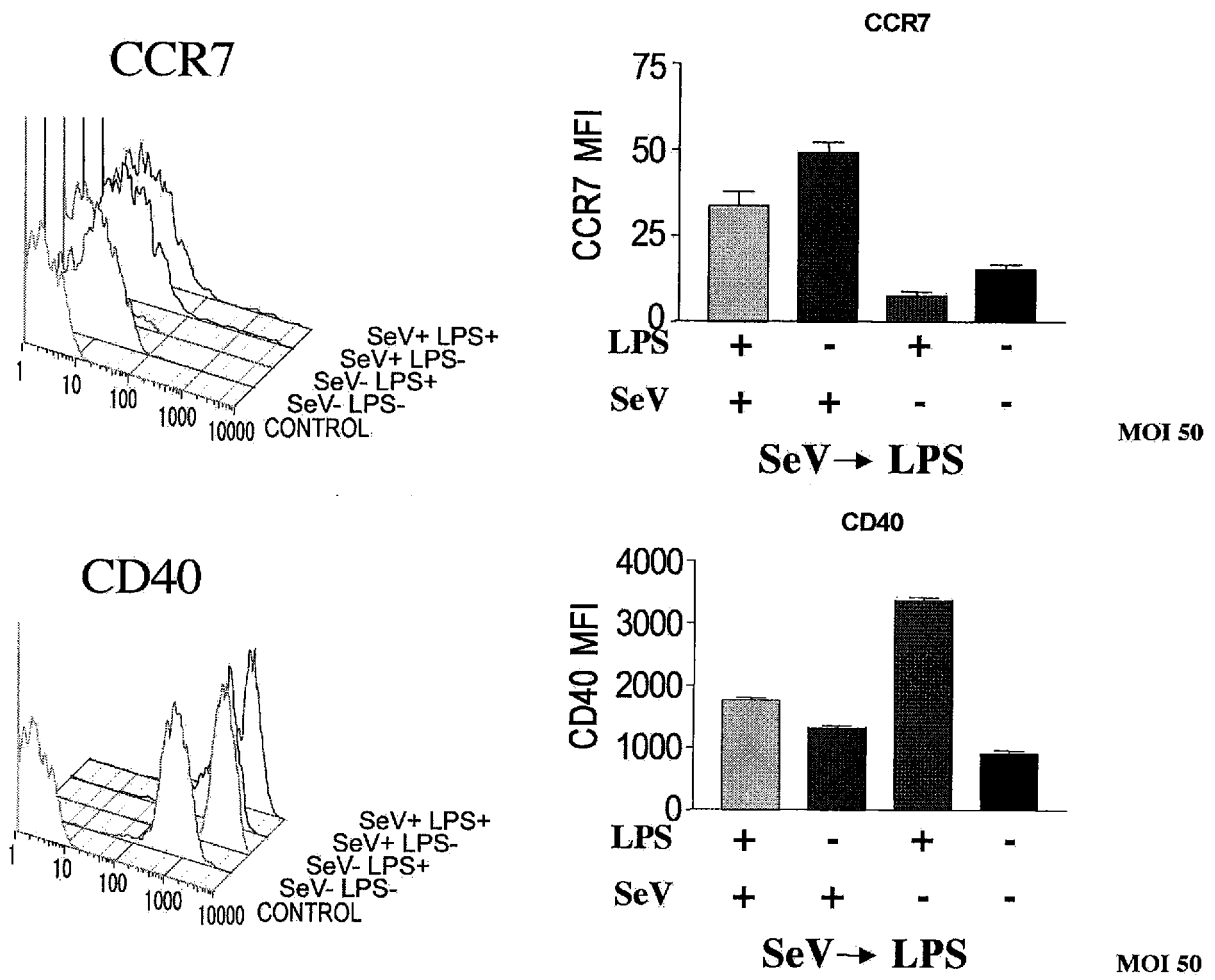 CCR7
SeV+ LPS+
SeV+ LPS-
SeV- LPS+
SeV- LPS-
CONTROL
1 10 100 1000 10000
CCR7
CCR7 MFI
75
50
25
0
LPS + - + -
SeV + + - -
SeV→ LPS
MOI 50
CD40
SeV+ LPS+
SeV+ LPS-
SeV- LPS+
SeV- LPS-
CONTROL
1 10 100 1000 10000
CD40
CD40 MFI
4000
3000
2000
1000
0
LPS + - + -
SeV + + - -
SeV→ LPS
MOI 50